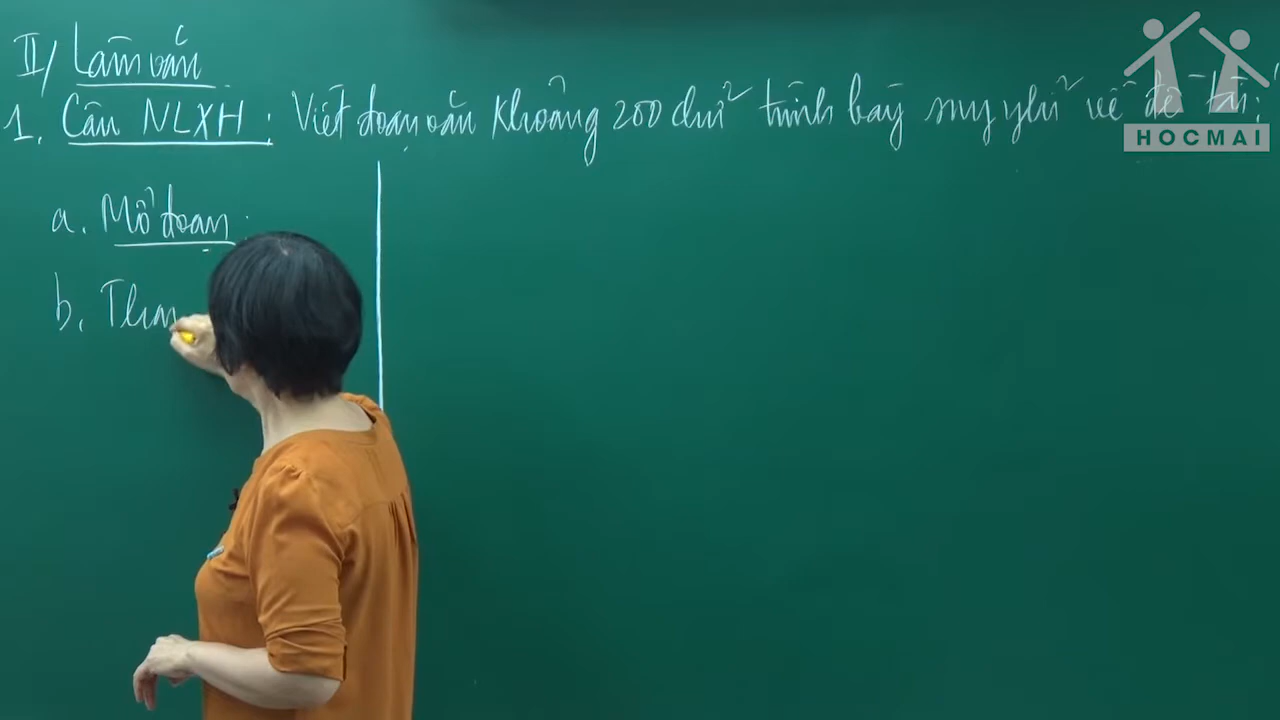 II/ Làm văn
1. Câu NLXH: Viết đoạn văn khoảng 200 chữ trình bày suy nghĩ về đề tài:
a. Mở đoạn
b. Thân
HOCMAI